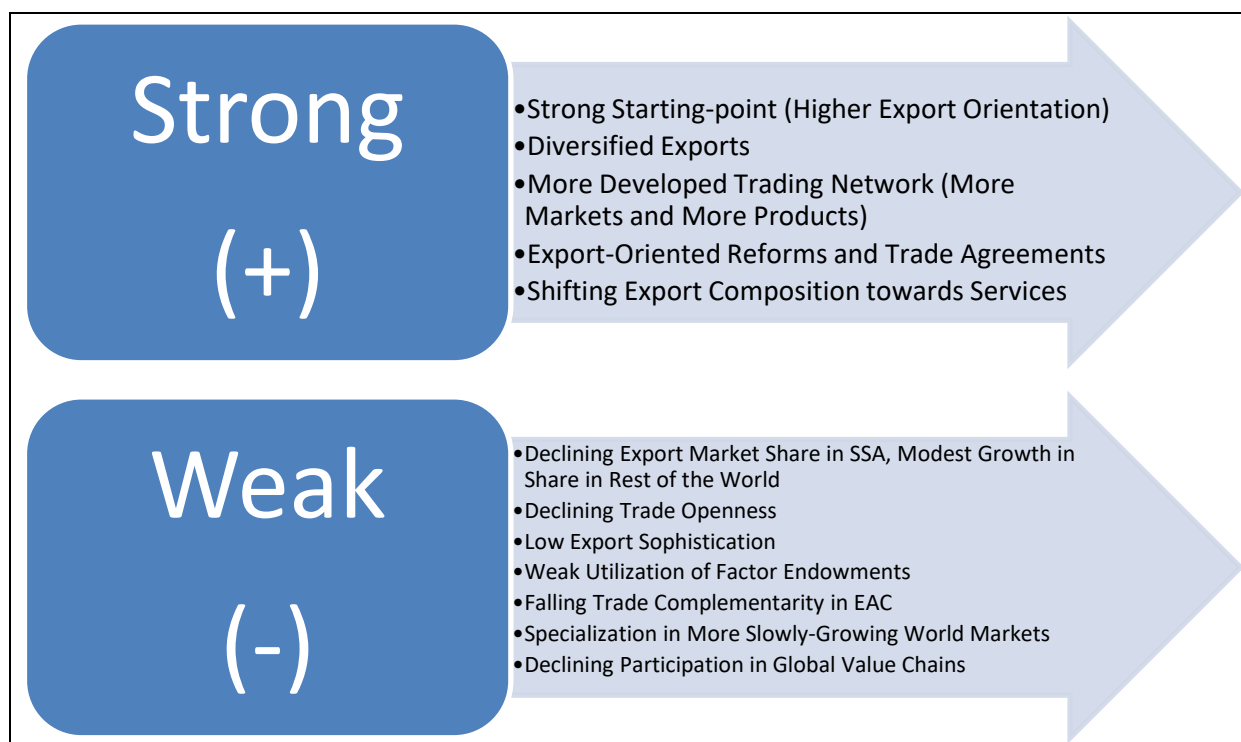 Strong
(+)
•Strong Starting-point (Higher Export Orientation)
•Diversified Exports
•More Developed Trading Network (More
Markets and More Products)
•Export-Oriented Reforms and Trade Agreements
•Shifting Export Composition towards Services
Weak
(-)
•Declining Export Market Share in SSA, Modest Growth in
Share in Rest of the World
•Declining Trade Openness
•Low Export Sophistication
•Weak Utilization of Factor Endowments
•Falling Trade Complementarity in EAC
•Specialization in More Slowly-Growing World Markets
•Declining Participation in Global Value Chains